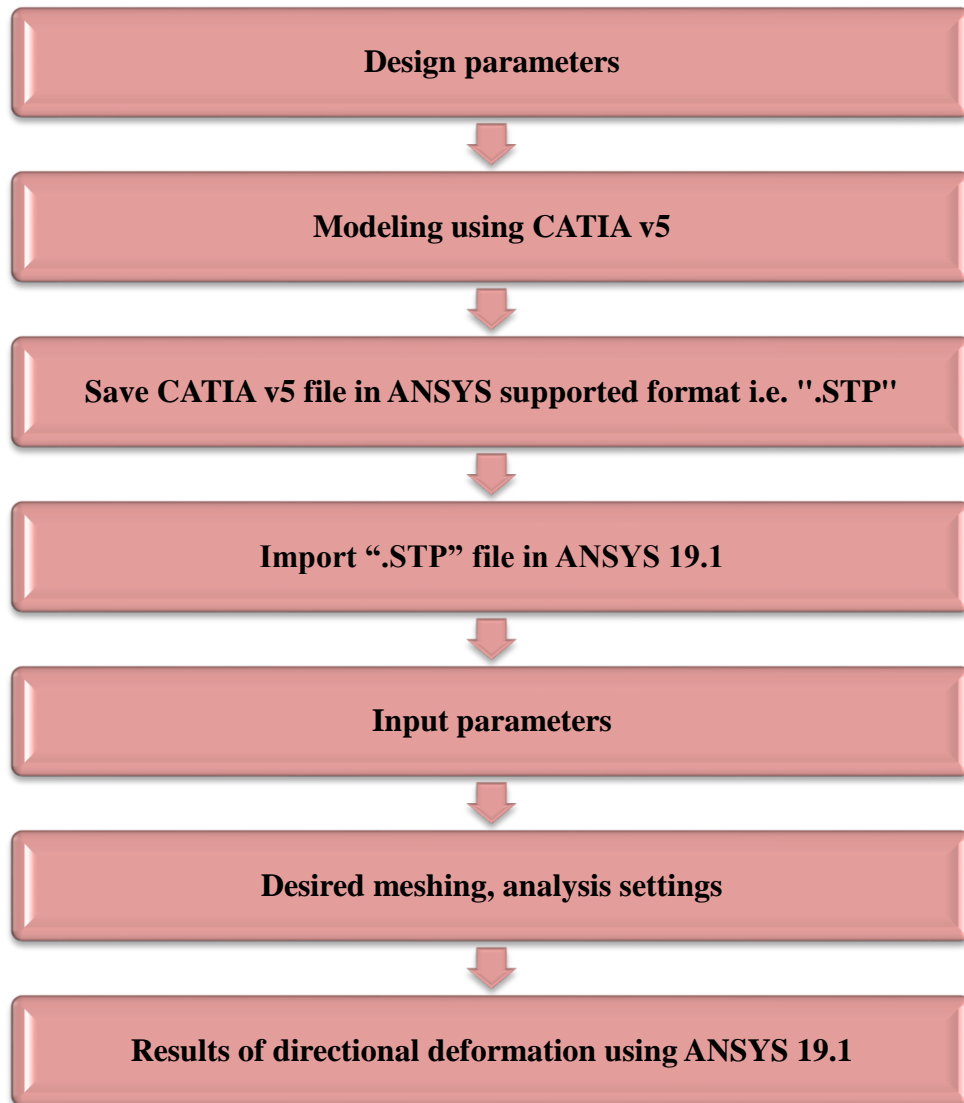 Design parameters
Modeling using CATIA v5
Save CATIA v5 file in ANSYS supported format i.e. ".STP"
Import “.STP” file in ANSYS 19.1
Input parameters
Desired meshing, analysis settings
Results of directional deformation using ANSYS 19.1